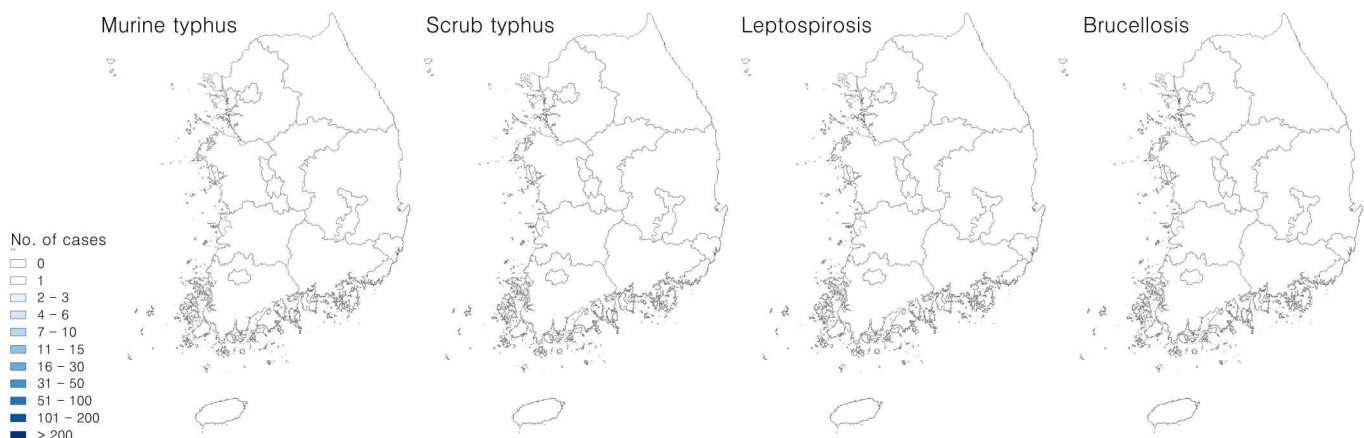 Murine typhus
Scrub typhus
Leptospirosis
Brucellosis
No. of cases
0
1
2 – 3
4 – 6
7 – 10
11 – 15
16 – 30
31 – 50
51 – 100
101 – 200
> 200